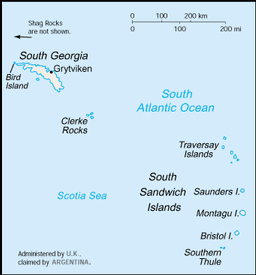 Shag Rocks
are not shown.
0 100 200 km
0 100 200 mi
South Georgia
Grytviken
Bird
Island
South
Atlantic Ocean
Clerke
Rocks
Traversay
Islands
South
Sandwich
Islands
Scotia Sea
Saunders I.
Montagu I.
Bristol I.
Southern
Thule
Administered by U.K.,
claimed by ARGENTINA.